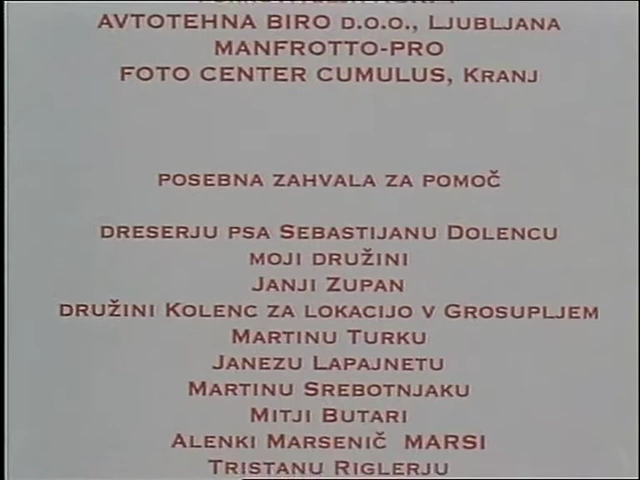 AVTOTEHNA BIRO D.O.O., LJUBLJANA
MANFROTTO-PRO
FOTO CENTER CUMULUS, KRANJ
POSEBNA ZAHVALA ZA POMOČ
DRESERJU PSA SEBASTIJANU DOLENCU
MOJI DRUŽINI
JANJI ZUPAN
DRUŽINI KOLENC ZA LOKACIJO V GROSUPLJEM
MARTINU TURKU
JANEZU LAPAJNETU
MARTINU SREBOTNJAKU
MITJI BUTARI
ALENKI MARSENIČ MARSI
TRISTANU RIGLERJU